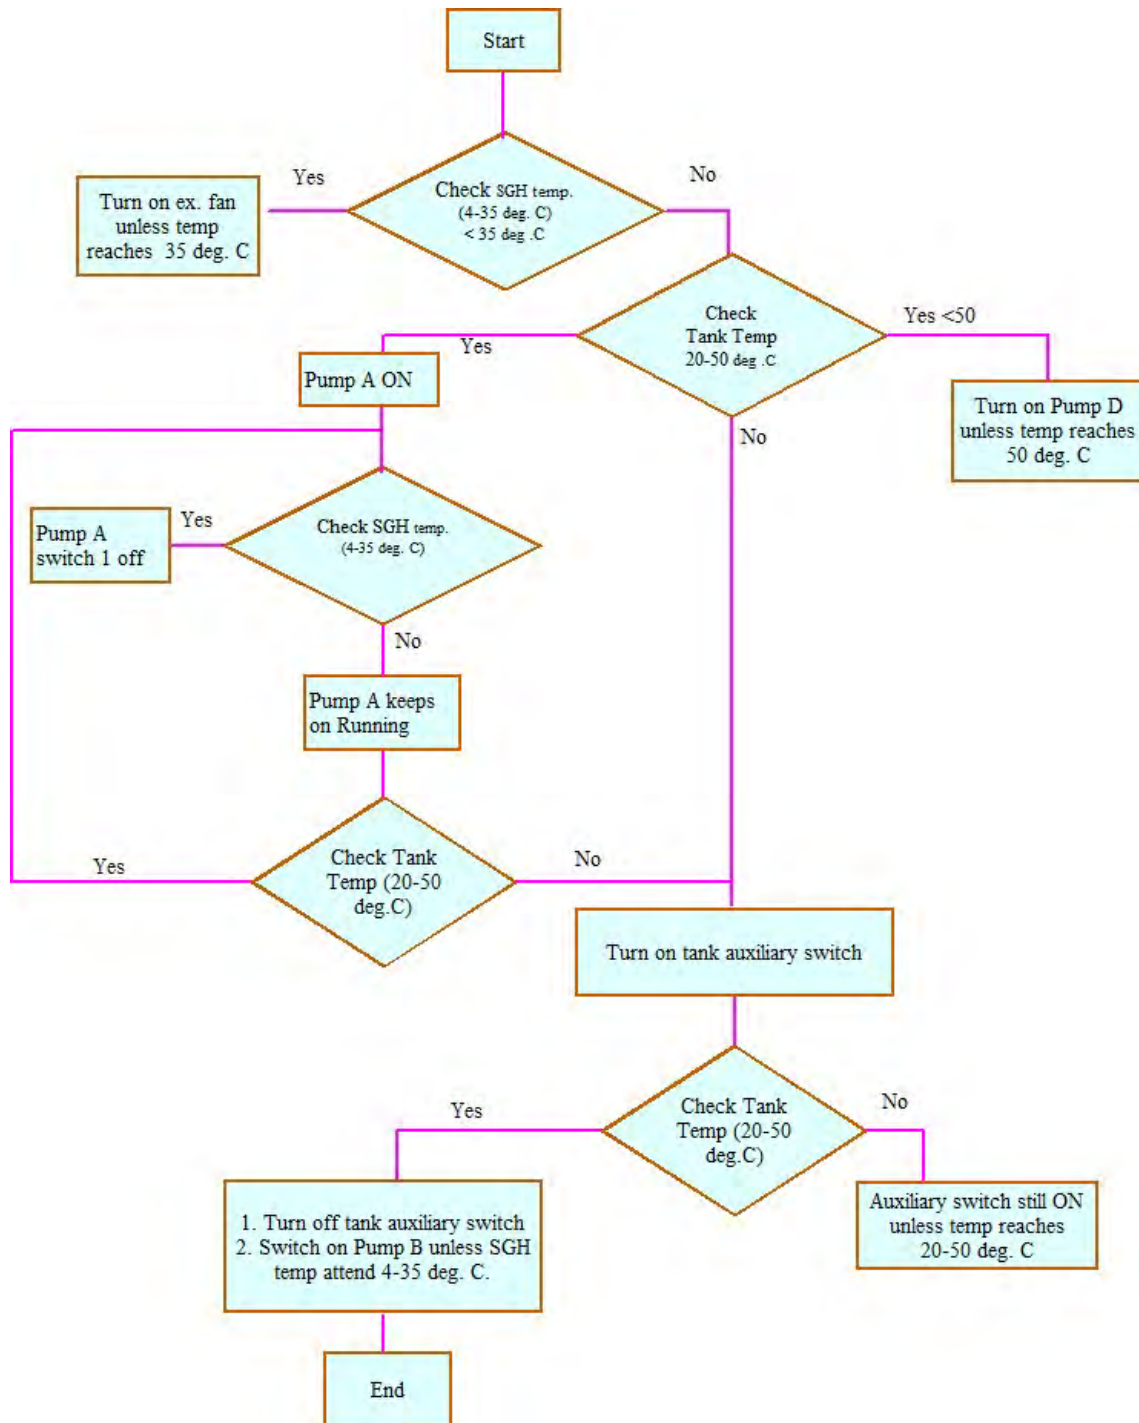 Start
Yes
Check SGH temp.
(4-35 deg. C)
< 35 deg .C
No
Turn on ex. fan
unless temp
reaches 35 deg. C
Check
Tank Temp
20-50 deg .C
Yes <50
Yes
Pump A ON
Turn on Pump D
unless temp reaches
50 deg. C
No
Check SGH temp.
(4-35 deg. C)
Yes
Pump A
switch 1 off
No
Pump A keeps
on Running
Check Tank
Temp (20-50
deg.C)
Yes
No
Turn on tank auxiliary switch
Check Tank
Temp (20-50
deg.C)
Yes
No
1. Turn off tank auxiliary switch
2. Switch on Pump B unless SGH
temp attend 4-35 deg. C.
Auxiliary switch still ON
unless temp reaches
20-50 deg. C
End